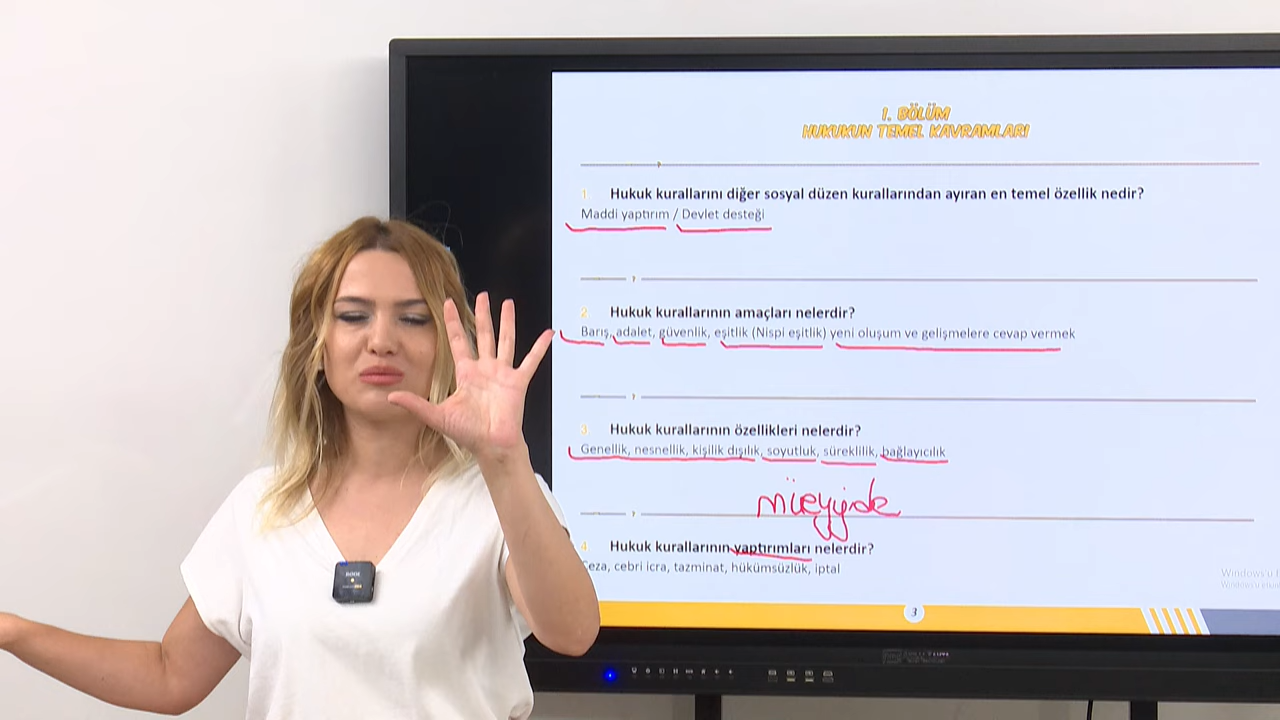 1. BÖLÜM
HUKUKUN TEMEL KAVRAMLARI
1 Hukuk kurallarını diğer sosyal düzen kurallarından ayıran en temel özellik nedir?
Maddi yaptırım / Devlet desteği
2 Hukuk kurallarının amaçları nelerdir?
Barış, adalet, güvenlik, eşitlik (Nispi eşitlik) yeni oluşum ve gelişmelere cevap vermek
3 Hukuk kurallarının özellikleri nelerdir?
Genellik, nesnellik, kişilik dışılık, soyutluk, süreklilik, bağlayıcılık
müeyyide
4 Hukuk kurallarının yaptırımları nelerdir?
Ceza, cebri icra, tazminat, hükümsüzlük, iptal
Windows'u
3
RODE